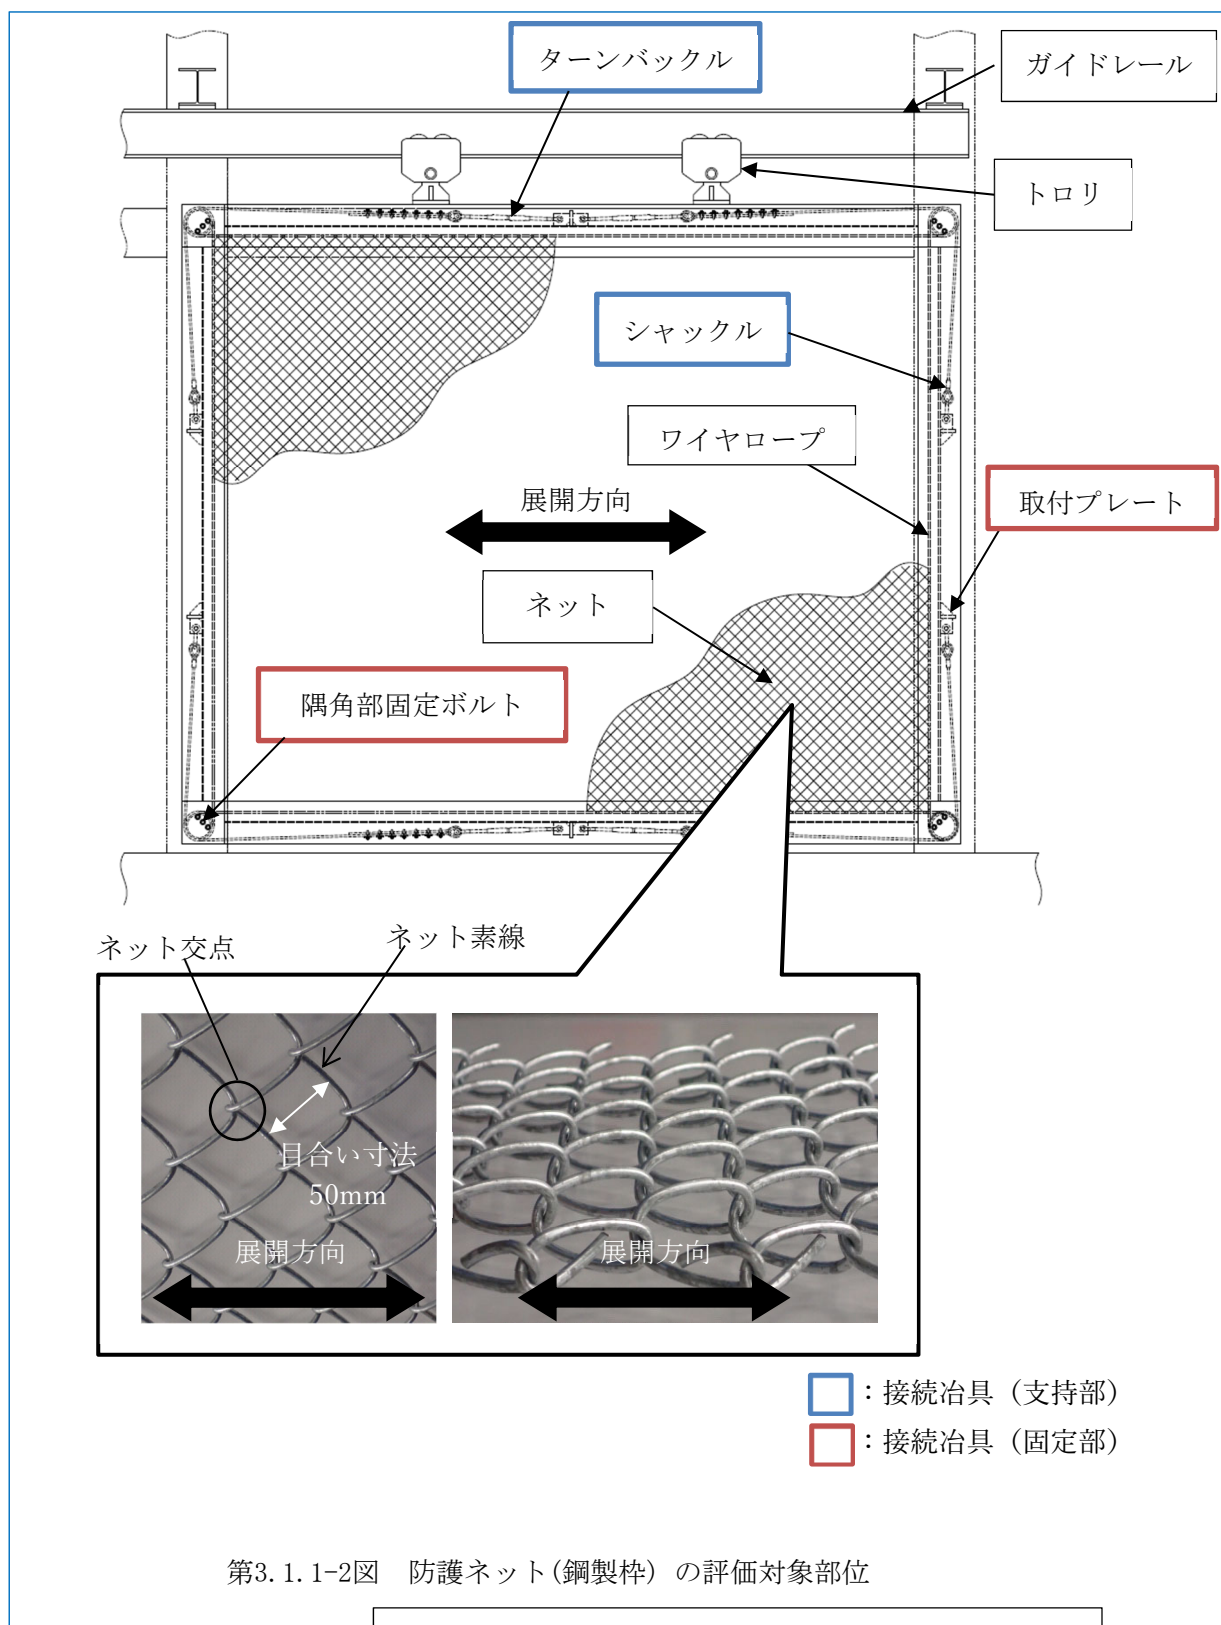 ターンバックル
ガイドレール
トロリ
シャックル
ワイヤロープ
取付プレート
展開方向
ネット
隅角部固定ボルト
ネット交点
ネット素線
目合い寸法
50mm
展開方向
展開方向
：接続冶具（支持部）
：接続冶具（固定部）
第3.1.1-2図　防護ネット(鋼製枠）の評価対象部位